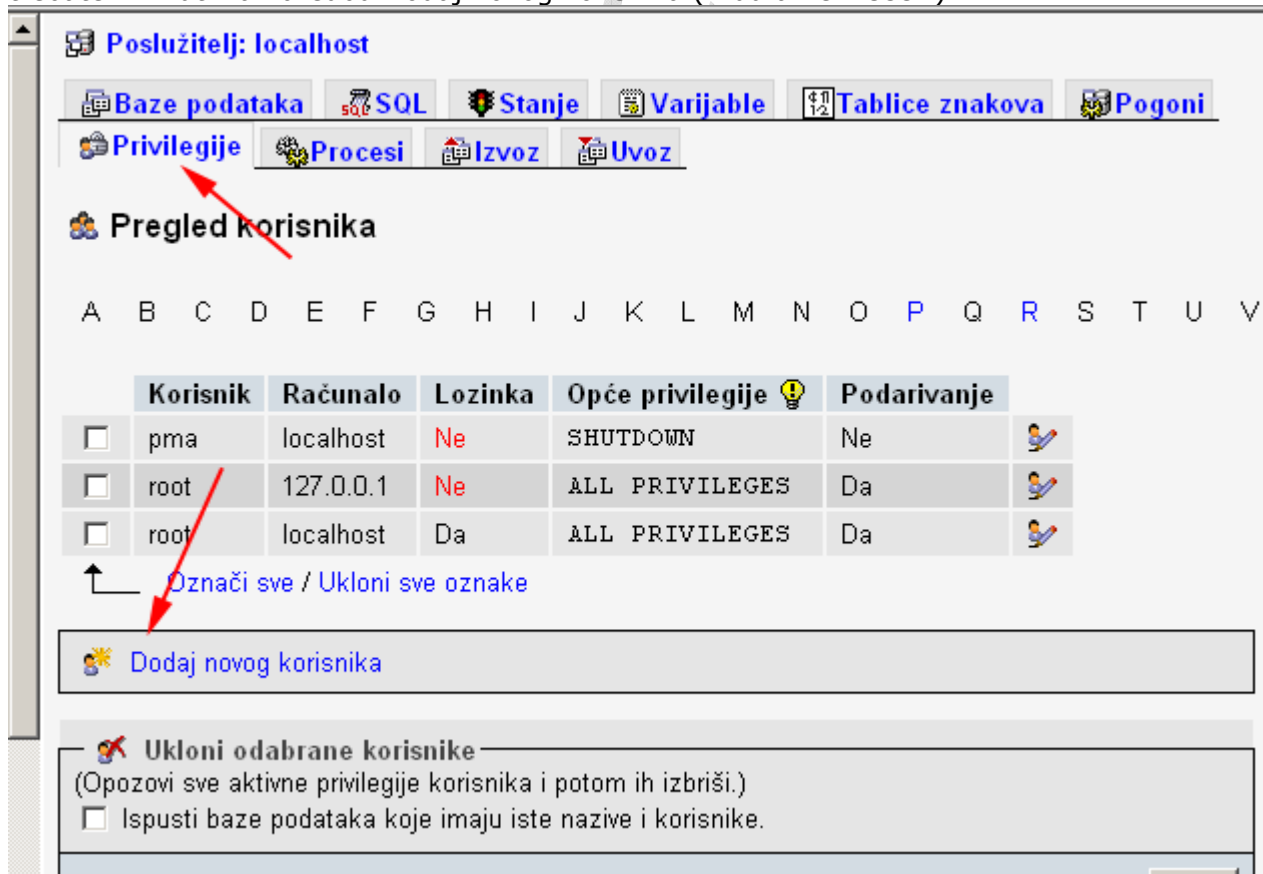 Poslužitelj: localhost
Baze podataka SQL Stanje Varijable Tablice znakova Pogoni
Privilegije Procesi Izvoz Uvoz
Pregled korisnika
A B C D E F G H I J K L M N O P Q R S T U V
Korisnik Računalo Lozinka Opće privilegije Podarivanje
pma localhost Ne SHUTDOWN Ne
root 127.0.0.1 Ne ALL PRIVILEGES Da
root localhost Da ALL PRIVILEGES Da
Označi sve / Ukloni sve oznake
Dodaj novog korisnika
Ukloni odabrane korisnike
(Opozovi sve aktivne privilegije korisnika i potom ih izbriši.)
Ispusti baze podataka koje imaju iste nazive i korisnike.